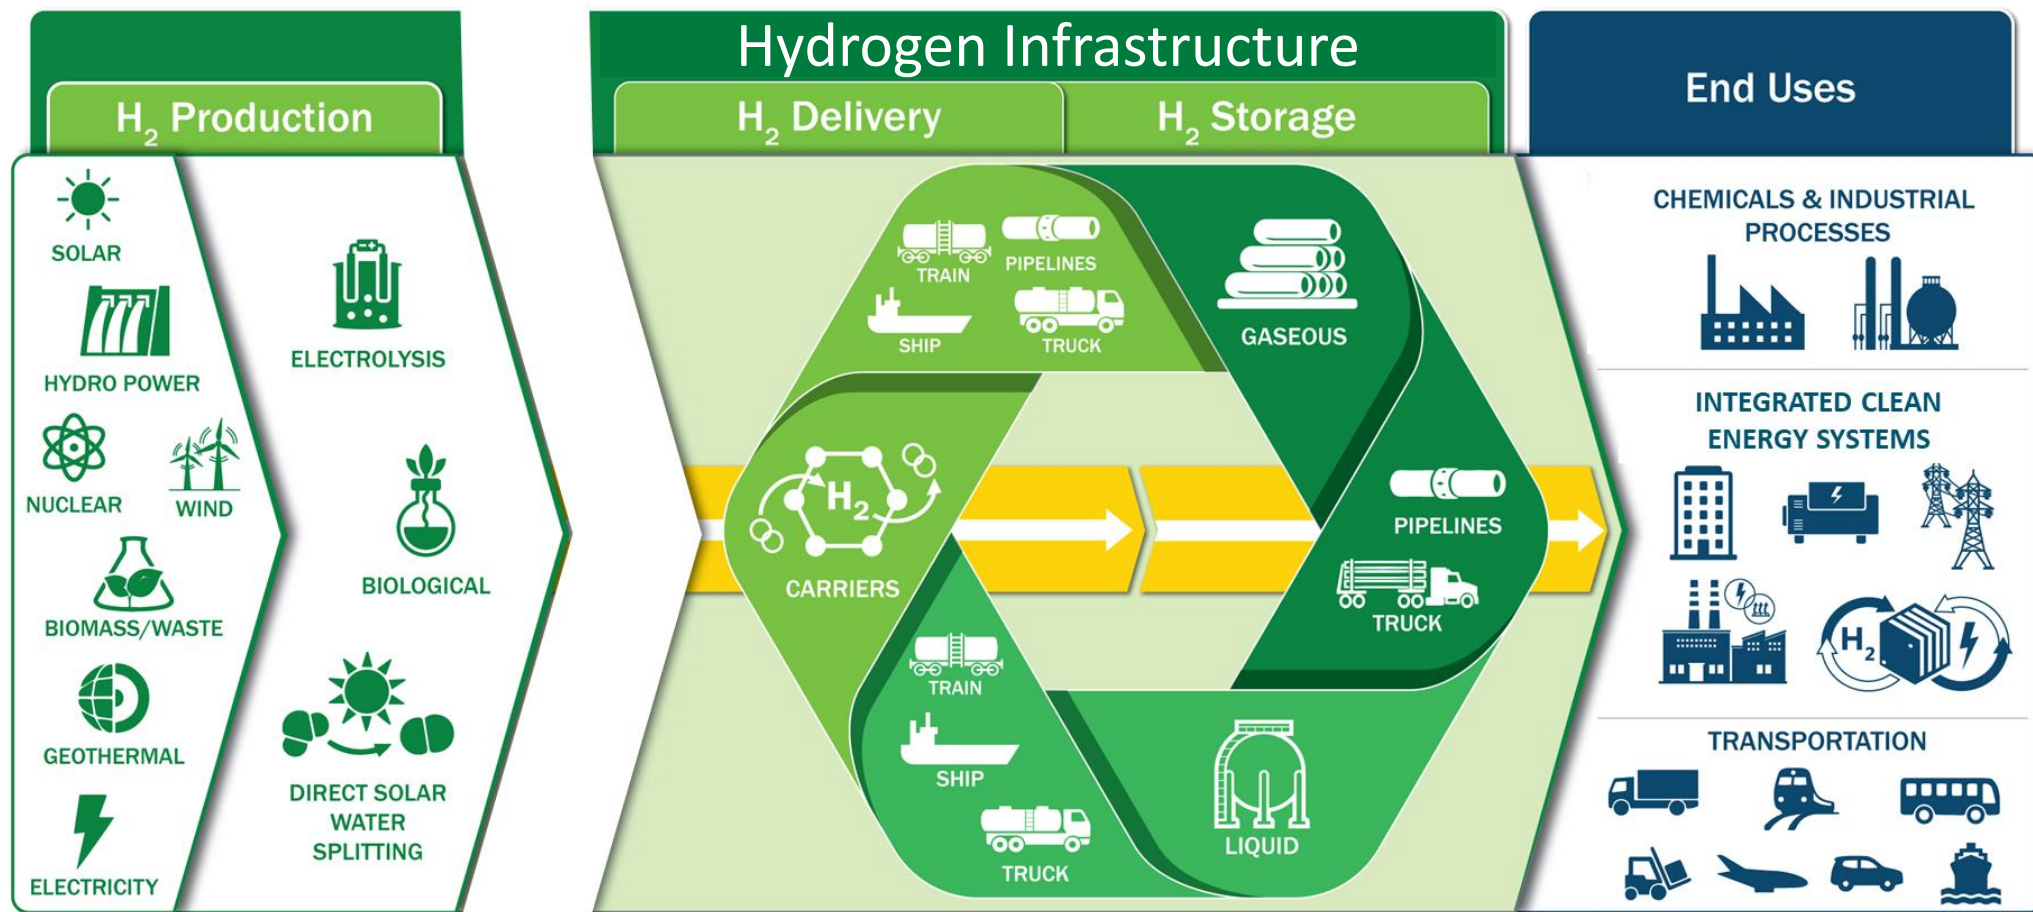 Hydrogen Infrastructure
H₂ Production
H₂ Delivery
H₂ Storage
End Uses
SOLAR
HYDRO POWER
NUCLEAR
WIND
BIOMASS/WASTE
GEOTHERMAL
ELECTRICITY
ELECTROLYSIS
BIOLOGICAL
DIRECT SOLAR
WATER
SPLITTING
TRAIN
PIPELINES
SHIP
TRUCK
H₂
CARRIERS
TRAIN
SHIP
TRUCK
GASEOUS
PIPELINES
TRUCK
LIQUID
CHEMICALS & INDUSTRIAL
PROCESSES
INTEGRATED CLEAN
ENERGY SYSTEMS
H₂
TRANSPORTATION